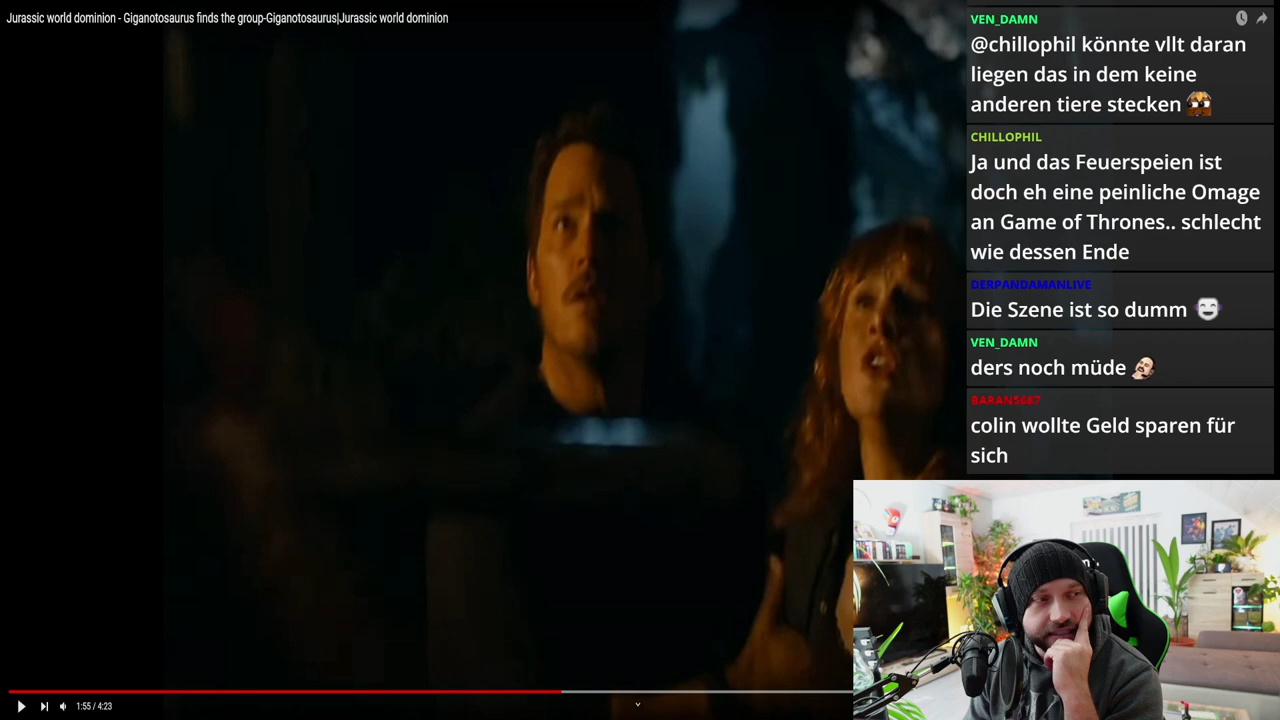 Jurassic world dominion - Giganotosaurus finds the group-Giganotosaurus|Jurassic world dominion
VEN_DAMN
@chillophil könnte vllt daran
liegen das in dem keine
anderen tiere stecken
CHILLOPHIL
Ja und das Feuerspeien ist
doch eh eine peinliche Omage
an Game of Thrones.. schlecht
wie dessen Ende
DERPANDAMANLIVE
Die Szene ist so dumm
VEN_DAMN
ders noch müde
BARAN5687
colin wollte Geld sparen für
sich
1:55 / 4:23